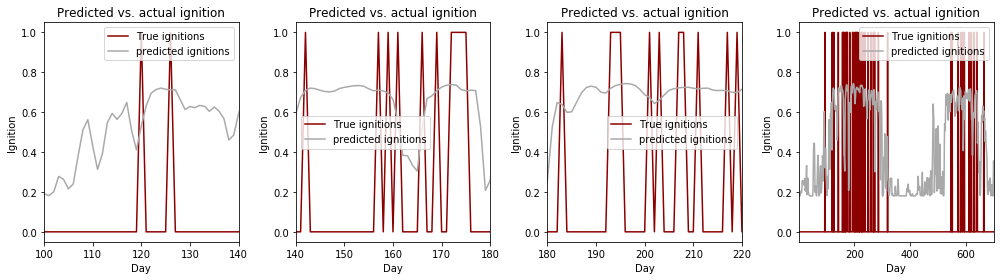 Predicted vs. actual ignition
Ignition
1.0
0.8
0.6
0.4
0.2
0.0
True ignitions
predicted ignitions
100
110
120
130
140
Day
Predicted vs. actual ignition
Ignition
1.0
0.8
0.6
0.4
0.2
0.0
True ignitions
predicted ignitions
140
150
160
170
180
Day
Predicted vs. actual ignition
Ignition
1.0
0.8
0.6
0.4
0.2
0.0
True ignitions
predicted ignitions
180
190
200
210
220
Day
Predicted vs. actual ignition
Ignition
1.0
0.8
0.6
0.4
0.2
0.0
True ignitions
predicted ignitions
200
400
600
Day